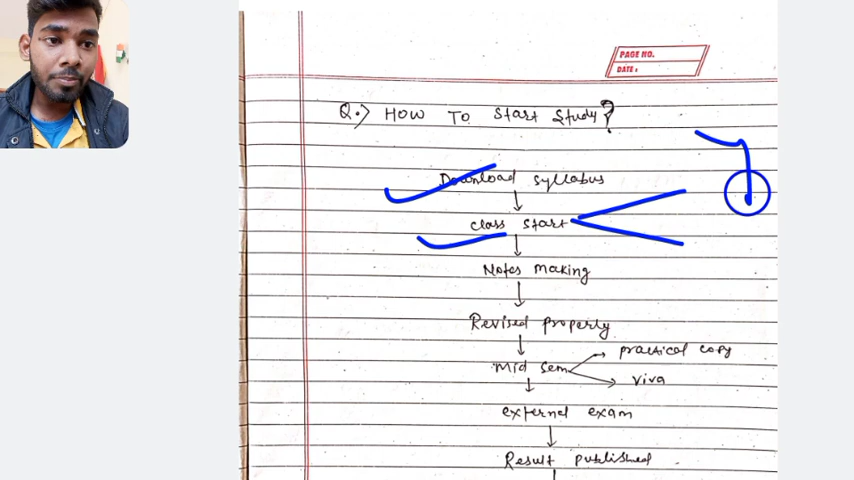 PAGE NO.
DATE :
Q.) HOW TO Start Study?
Download Syllabus
class start
Notes making
Revised properly
Mid sem
practical copy
viva
external exam
Result published